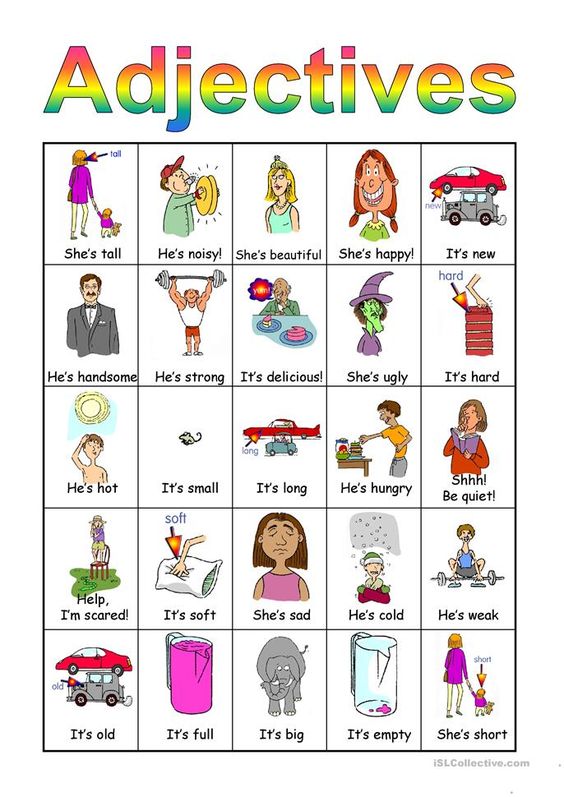 Adjectives
tall
She's tall
He's noisy!
She's beautiful
She's happy!
new
It's new
He's handsome
He's strong
yum!
It's delicious!
She's ugly
hard
It's hard
He's hot
It's small
long
It's long
He's hungry
Shhh!
Be quiet!
Help,
I'm scared!
soft
It's soft
She's sad
He's cold
He's weak
old
It's old
It's full
It's big
It's empty
short
She's short
iSLCollective.com